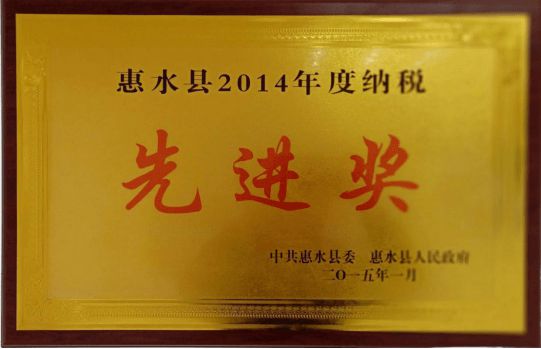 惠水县2014年度纳税
先进奖
中共惠水县委 惠水县人民政府
二〇一五年一月